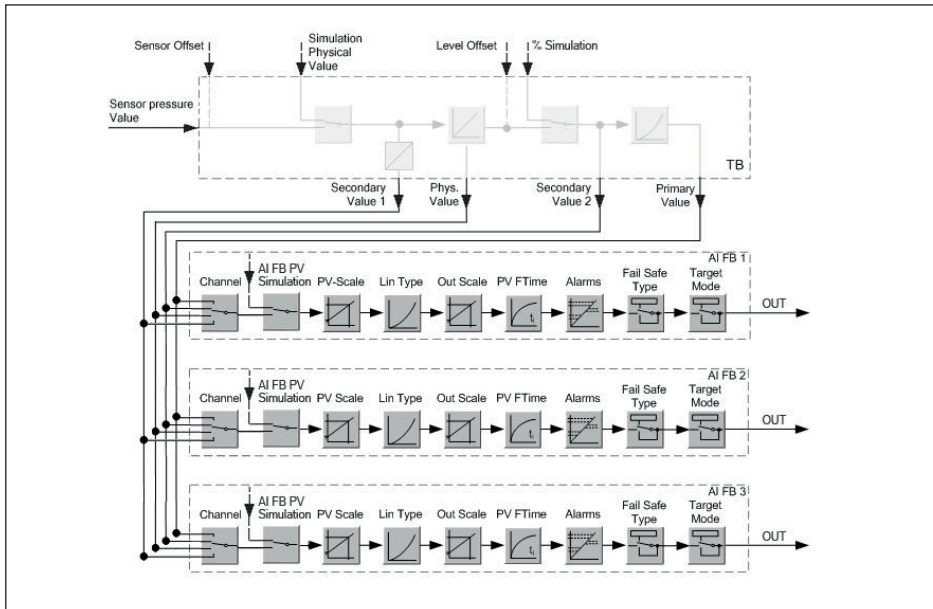 Sensor Offset
Simulation
Physical
Value
Level Offset
% Simulation
Sensor pressure
Value
TB
Secondary
Value 1
Phys.
Value
Secondary
Value 2
Primary
Value
AI FB 1
Channel
AI FB PV
Simulation
PV-Scale
Lin Type
Out Scale
PV FTime
Alarms
Fail Safe
Type
Target
Mode
OUT
t i
AI FB 2
Channel
AI FB PV
Simulation
PV Scale
Lin Type
Out Scale
PV FTime
Alarms
Fail Safe
Type
Target
Mode
OUT
t i
AI FB 3
Channel
AI FB PV
Simulation
PV Scale
Lin Type
Out Scale
PV FTime
Alarms
Fail Safe
Type
Target
Mode
OUT
t i